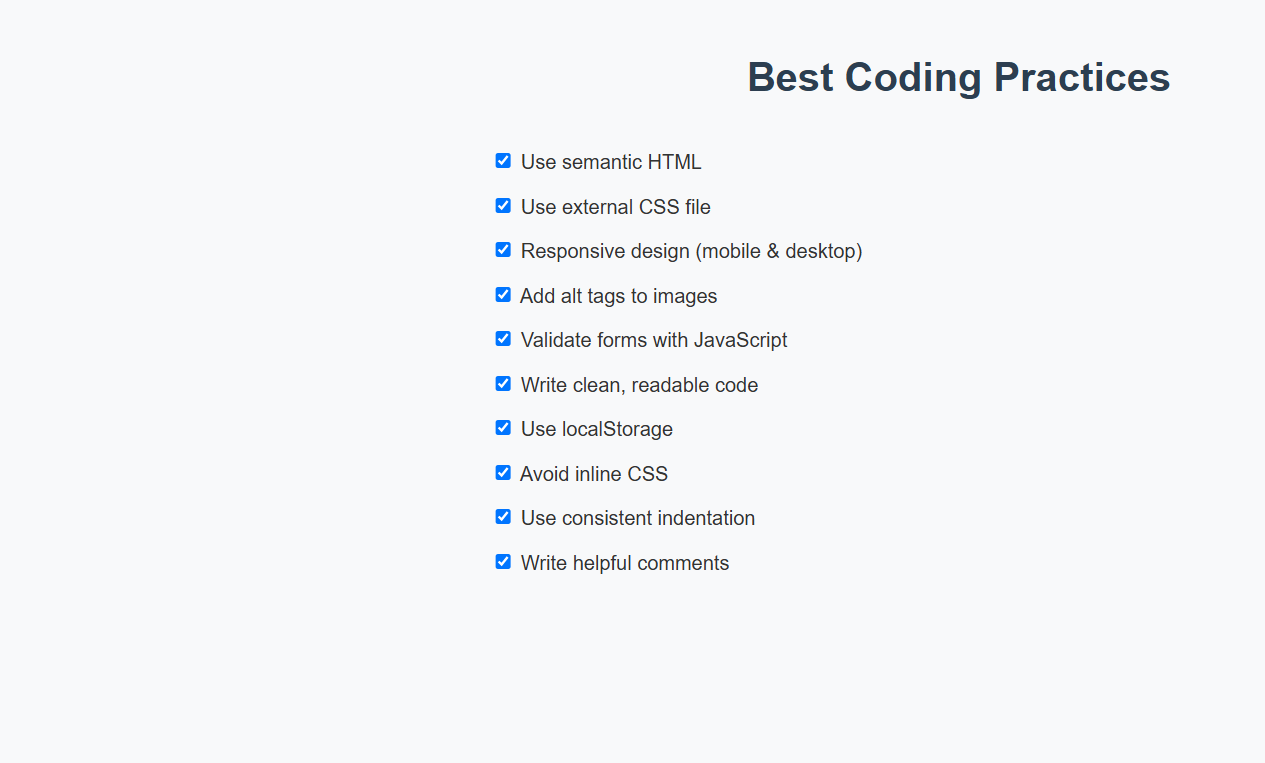 Best Coding Practices
Use semantic HTML
Use external CSS file
Responsive design (mobile & desktop)
Add alt tags to images
Validate forms with JavaScript
Write clean, readable code
Use localStorage
Avoid inline CSS
Use consistent indentation
Write helpful comments